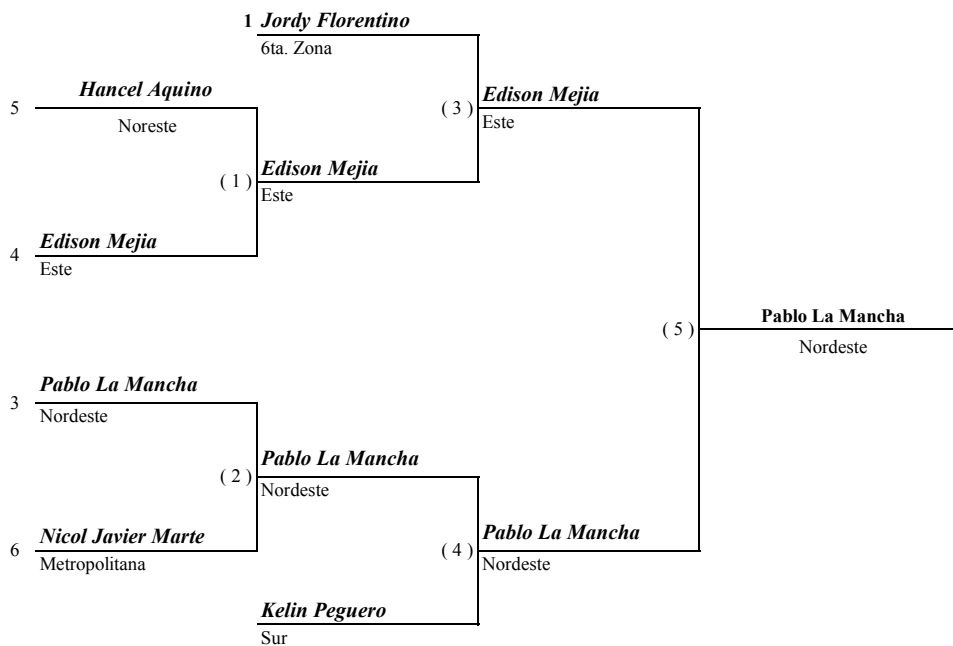 1 Jordy Florentino
6ta. Zona
Hancel Aquino
5
Noreste
( 3 )
Edison Mejia
Este
( 1 )
Edison Mejia
Este
Edison Mejia
4
Este
( 5 )
Pablo La Mancha
Nordeste
Pablo La Mancha
3
Nordeste
( 2 )
Pablo La Mancha
Nordeste
Nicol Javier Marte
6
Metropolitana
( 4 )
Pablo La Mancha
Nordeste
Kelin Peguero
Sur